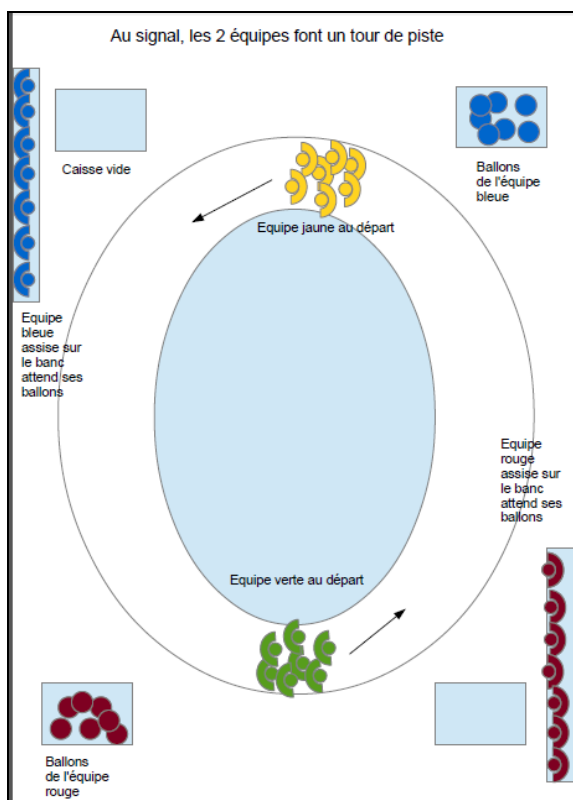 Au signal, les 2 équipes font un tour de piste
Caisse vide
Ballons
de l'équipe
bleue
Equipe jaune au départ
Equipe
bleue
assise sur
le banc
attend ses
ballons
Equipe
rouge
assise sur
le banc
attend ses
ballons
Equipe verte au départ
Ballons
de l'équipe
rouge